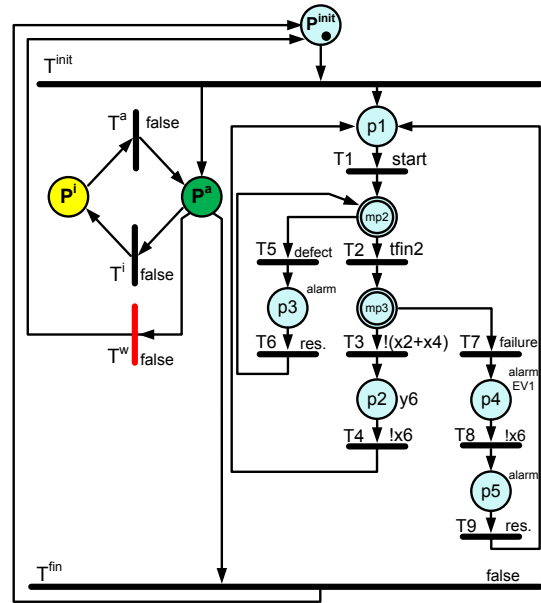 P^init
T^init
T^a false
p1
T1 start
P^i
P^a
mp2
T5 defect
T2 tfin2
T^i false
p3 alarm
mp3
T6 res.
T3 !(x2+x4)
T7 failure
T^w false
p2 y6
p4 alarm EV1
T4 !x6
T8 !x6
p5 alarm
T9 res.
T^fin false